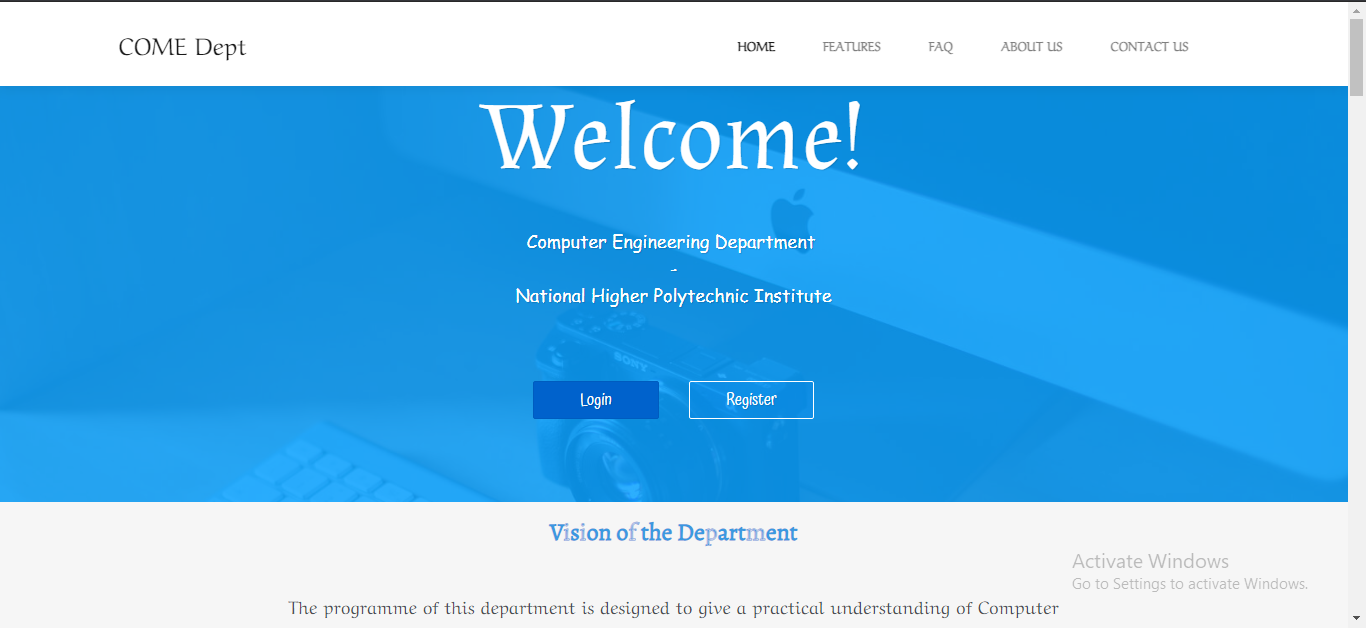 COME Dept
HOME FEATURES FAQ ABOUT US CONTACT US
Welcome!
Computer Engineering Department
-
National Higher Polytechnic Institute
SONY
Login Register
Vision of the Department
Activate Windows
Go to Settings to activate Windows.
The programme of this department is designed to give a practical understanding of Computer